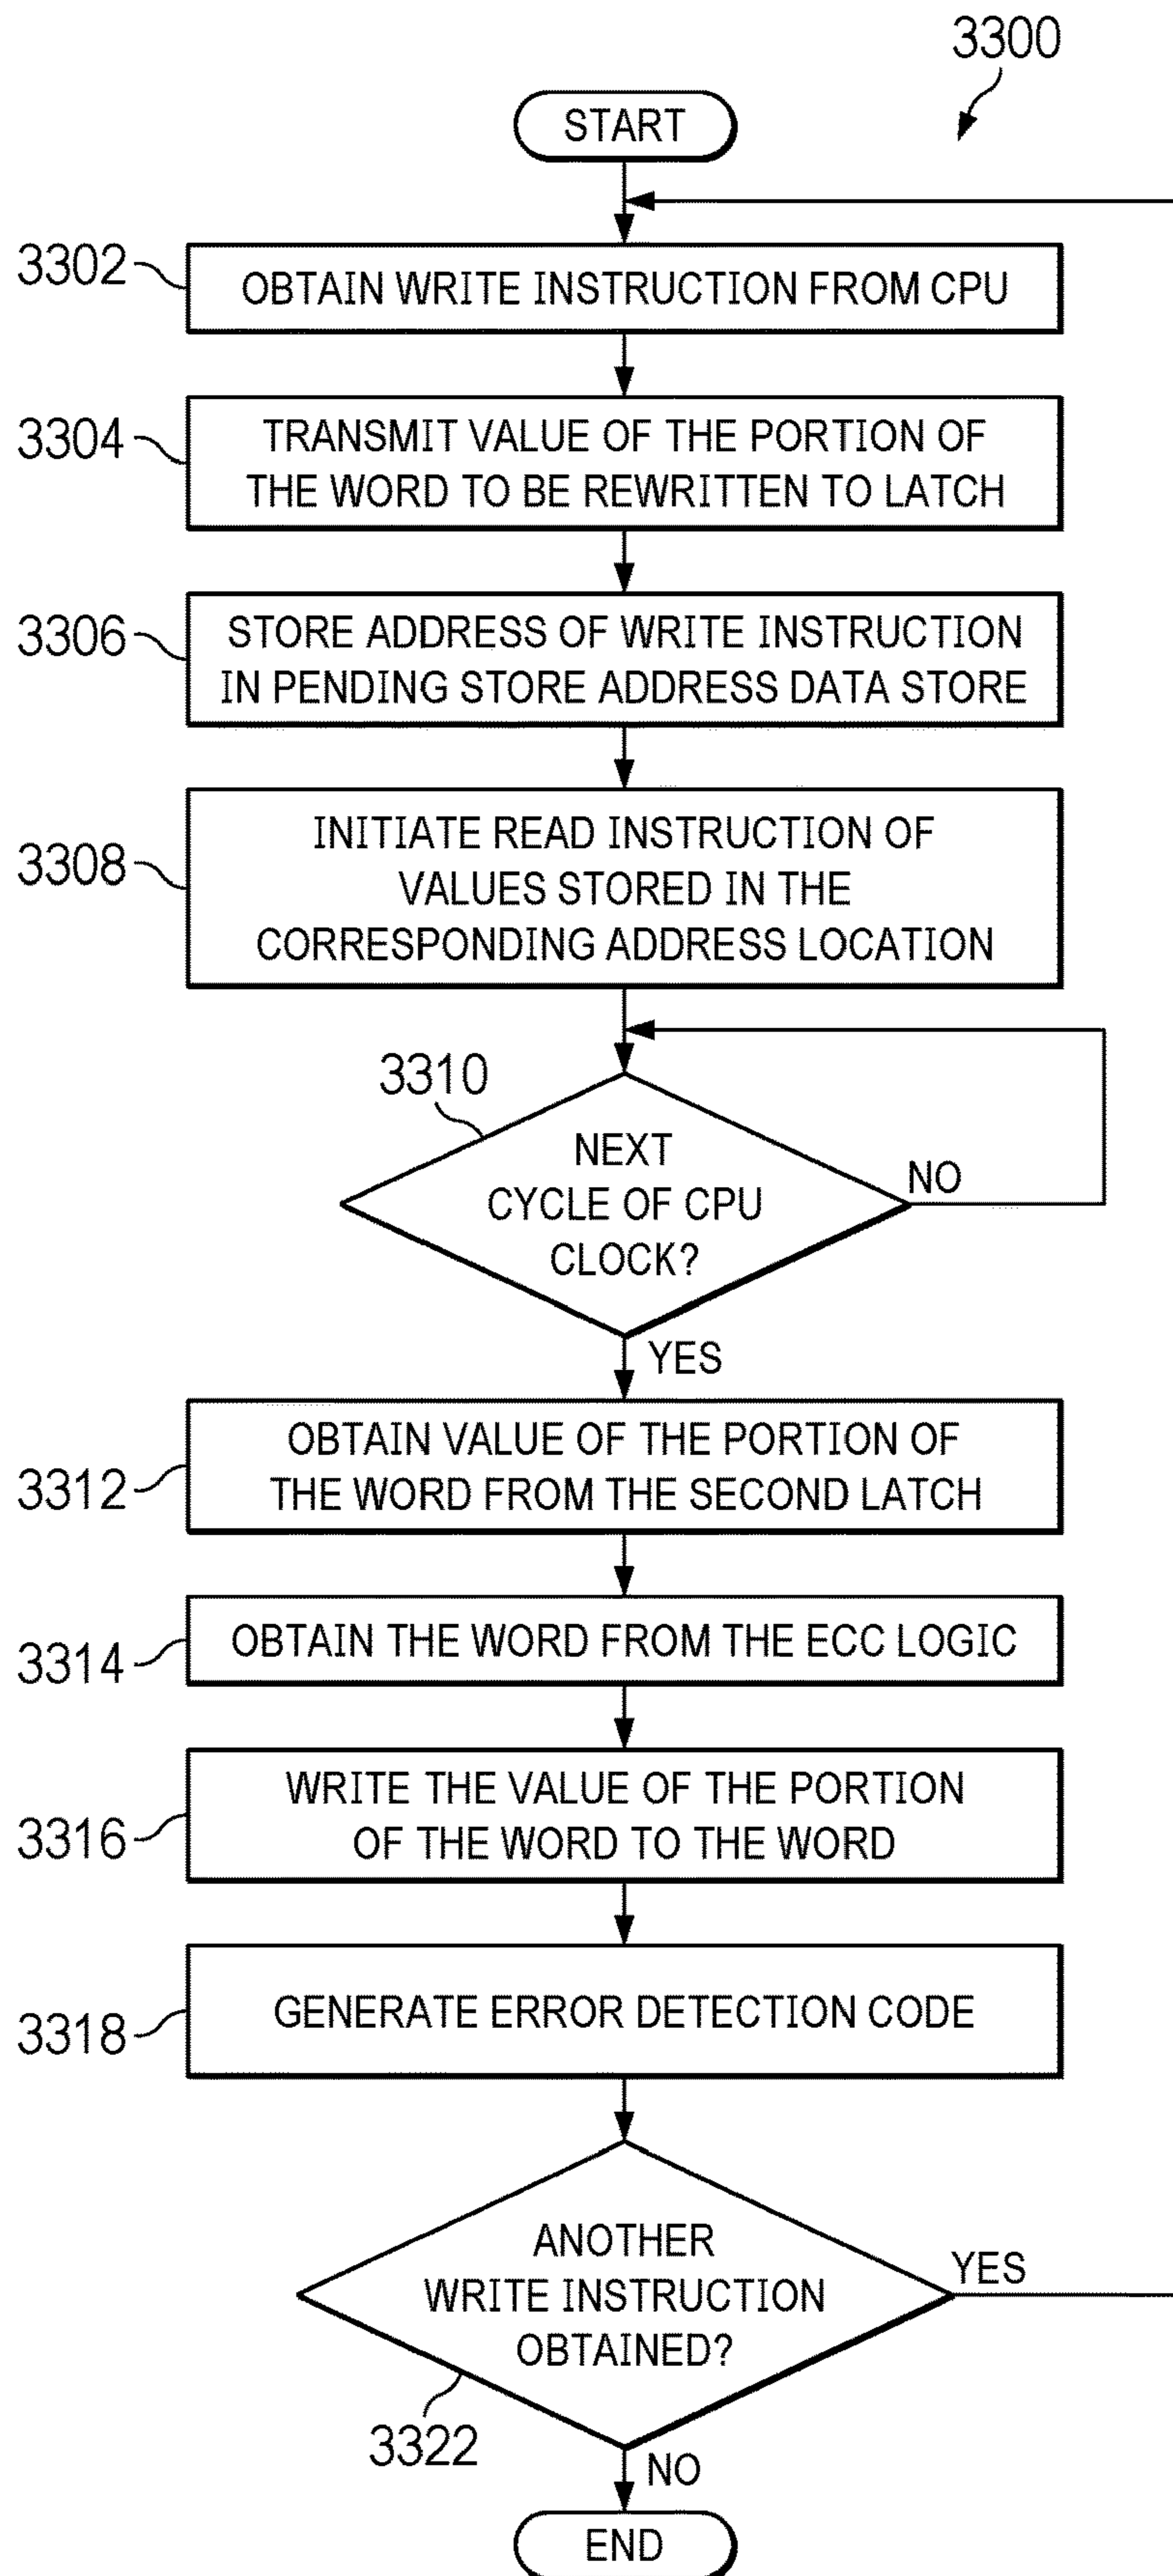 3300
START
3302
OBTAIN WRITE INSTRUCTION FROM CPU
3304
TRANSMIT VALUE OF THE PORTION OF
THE WORD TO BE REWRITTEN TO LATCH
3306
STORE ADDRESS OF WRITE INSTRUCTION
IN PENDING STORE ADDRESS DATA STORE
3308
INITIATE READ INSTRUCTION OF
VALUES STORED IN THE
CORRESPONDING ADDRESS LOCATION
3310
NEXT
CYCLE OF CPU
CLOCK?
NO
YES
3312
OBTAIN VALUE OF THE PORTION OF
THE WORD FROM THE SECOND LATCH
3314
OBTAIN THE WORD FROM THE ECC LOGIC
3316
WRITE THE VALUE OF THE PORTION
OF THE WORD TO THE WORD
3318
GENERATE ERROR DETECTION CODE
ANOTHER
WRITE INSTRUCTION
OBTAINED?
YES
3322
NO
END